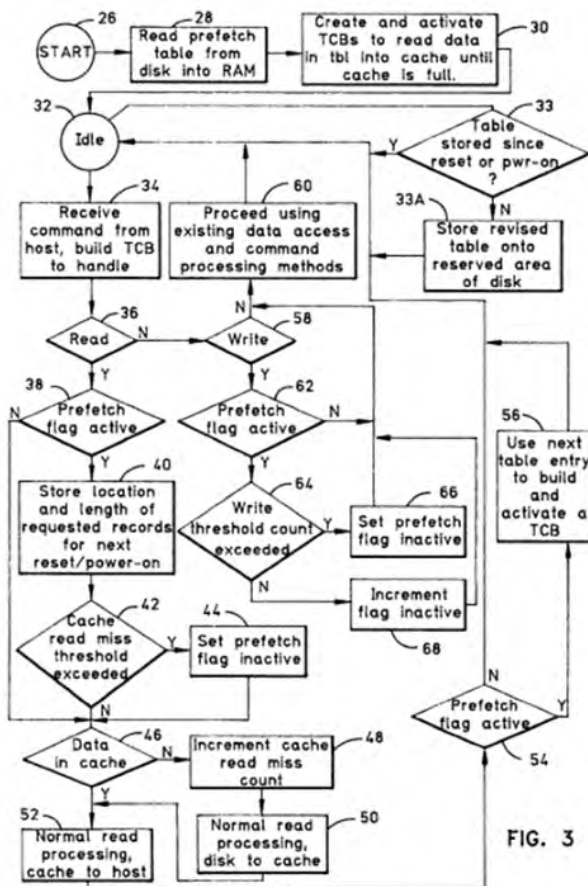 26
START
28
Read prefetch
table from
disk into RAM
30
Create and activate
TCBs to read data
in tbl into cache until
cache is full.
32
Idle
33
Table
stored since
reset or pwr-on
?
Y
N
33A
Store revised
table onto
reserved area
of disk
34
Receive
command from
host, build TCB
to handle
60
Proceed using
existing data access
and command
processing methods
36
Read
N
Y
58
Write
N
Y
38
Prefetch
flag active
N
Y
62
Prefetch
flag active
N
Y
40
Store location
and length of
requested records
for next
reset/power-on
64
Write
threshold count
exceeded
Y
N
66
Set prefetch
flag inactive
Increment
flag inactive
68
56
Use next
table entry
to build
and
activate a
TCB
42
Cache
read miss
threshold
exceeded
Y
N
44
Set prefetch
flag inactive
46
Data
in cache
N
Y
48
Increment cache
read miss
count
50
Normal read
processing,
disk to cache
52
Normal read
processing,
cache to host
54
Prefetch
flag active
N
Y
FIG. 3